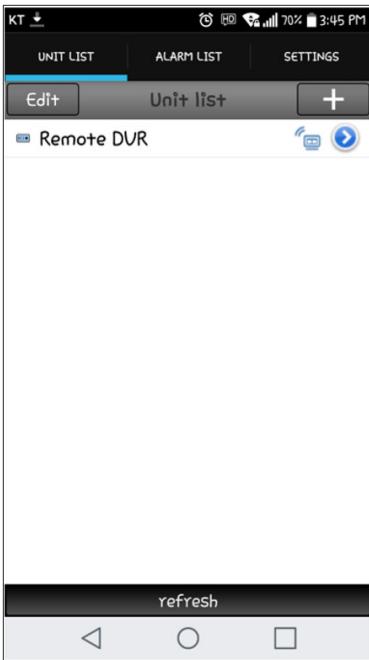 KT 70% 3:45 PM
UNIT LIST ALARM LIST SETTINGS
Edit Unit list +
Remote DVR
refresh